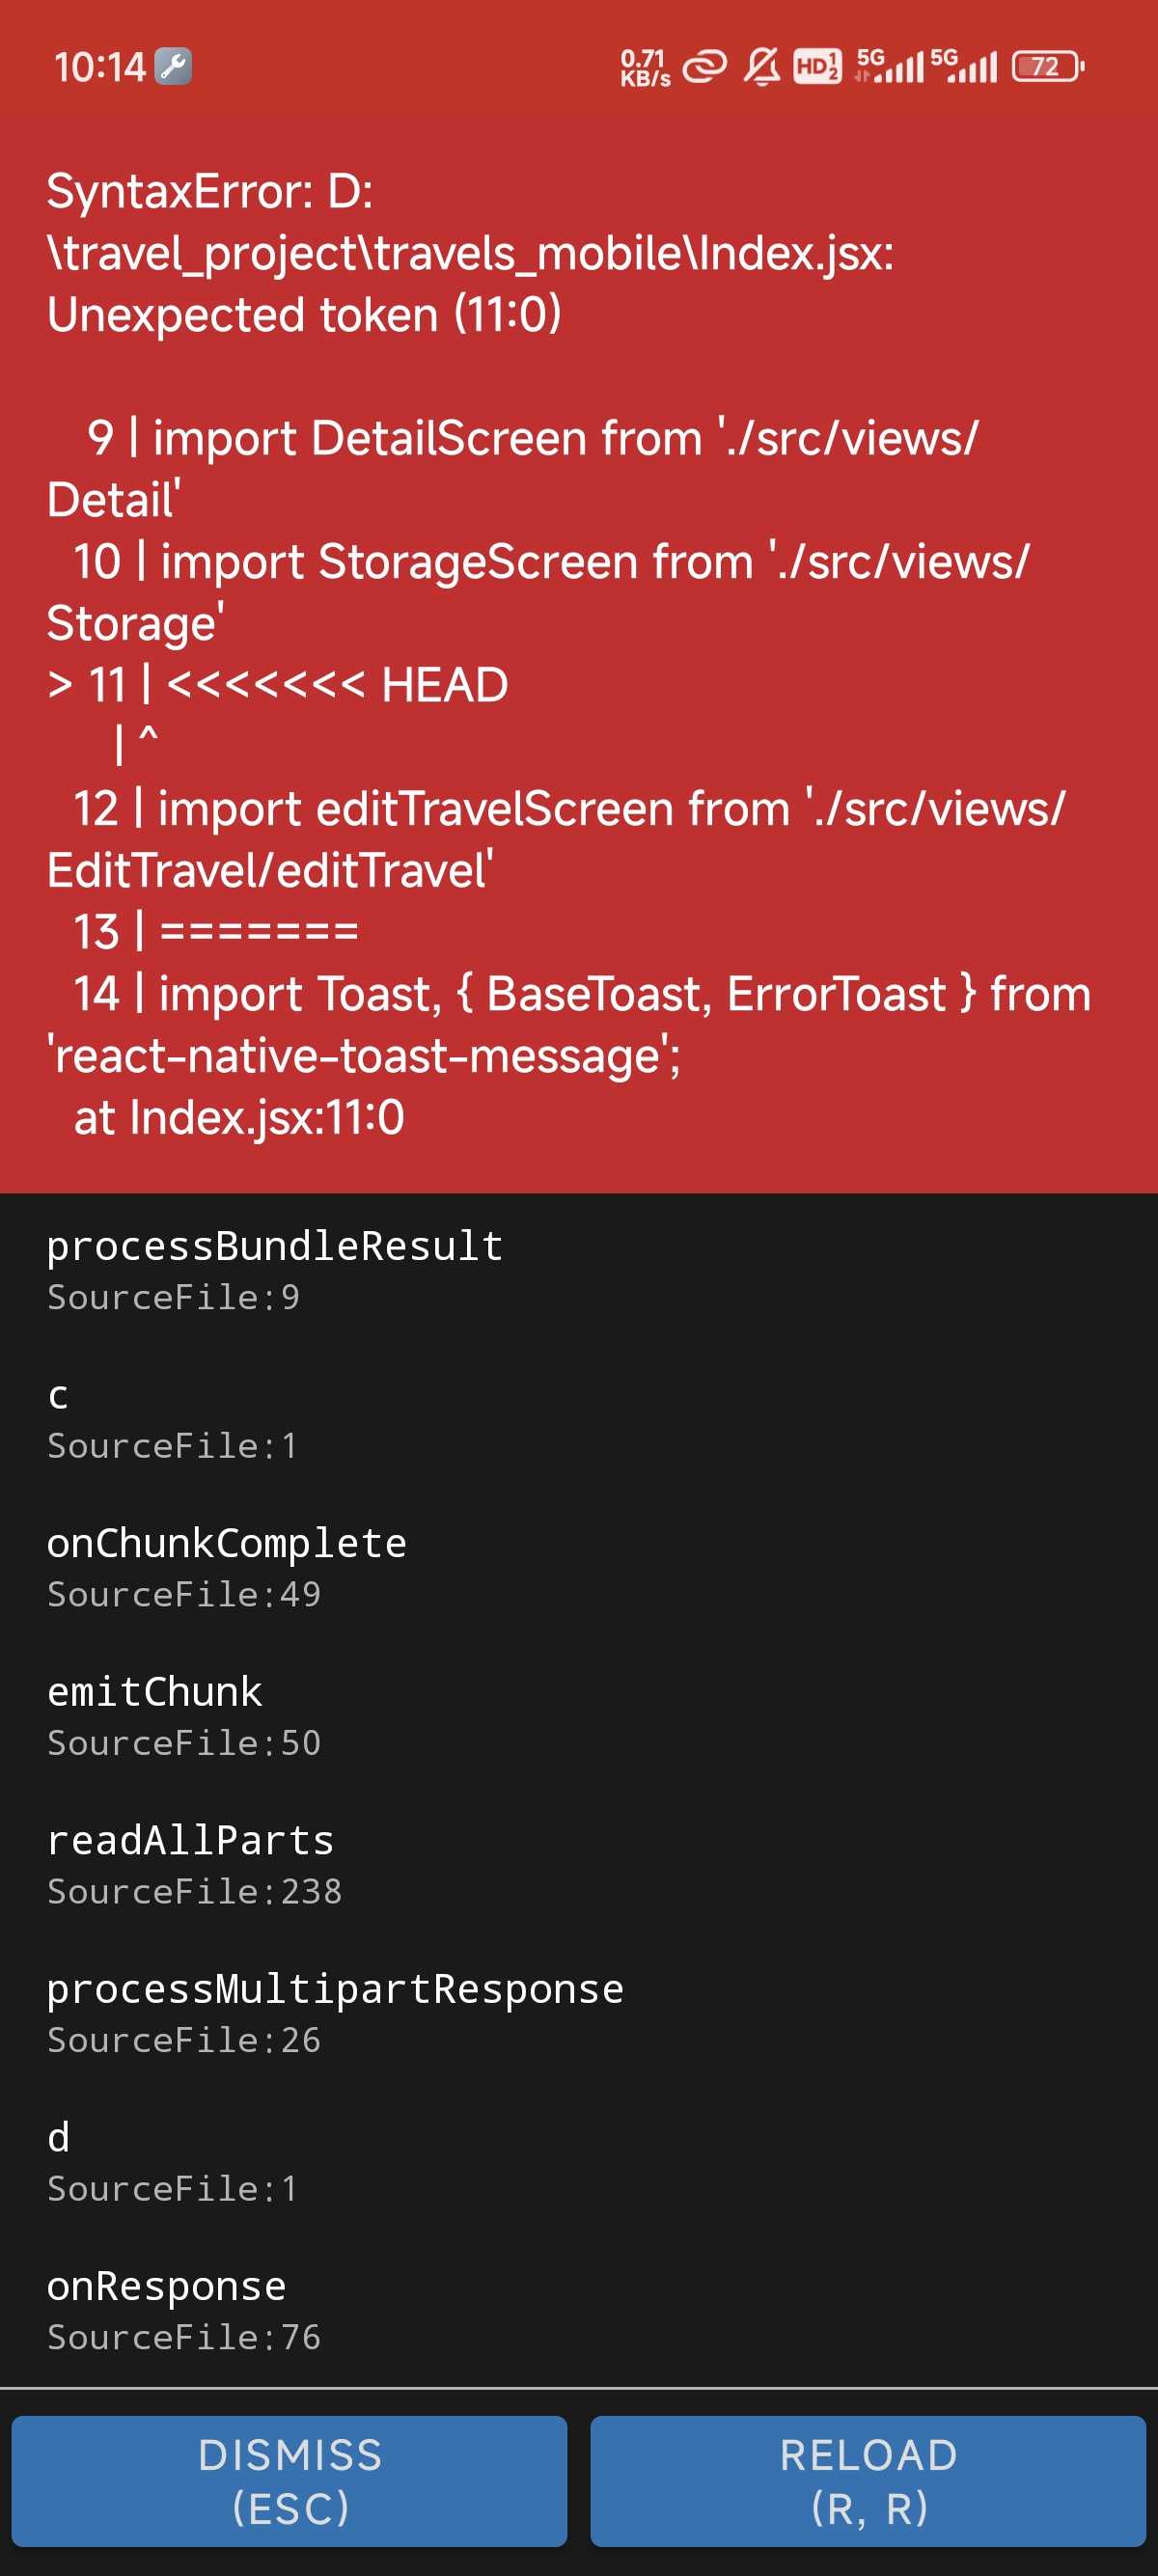 10:14 0.71 KB/s HD 1 2 5G 5G 72
SyntaxError: D:
\travel_project\travels_mobile\Index.jsx:
Unexpected token (11:0)
9 | import DetailScreen from './src/views/
Detail'
10 | import StorageScreen from './src/views/
Storage'
> 11 | <<<<<<< HEAD
| ^
12 | import editTravelScreen from './src/views/
EditTravel/editTravel'
13 | =======
14 | import Toast, { BaseToast, ErrorToast } from
'react-native-toast-message';
at Index.jsx:11:0
processBundleResult
SourceFile:9
c
SourceFile:1
onChunkComplete
SourceFile:49
emitChunk
SourceFile:50
readAllParts
SourceFile:238
processMultipartResponse
SourceFile:26
d
SourceFile:1
onResponse
SourceFile:76
DISMISS
(ESC)
RELOAD
(R, R)